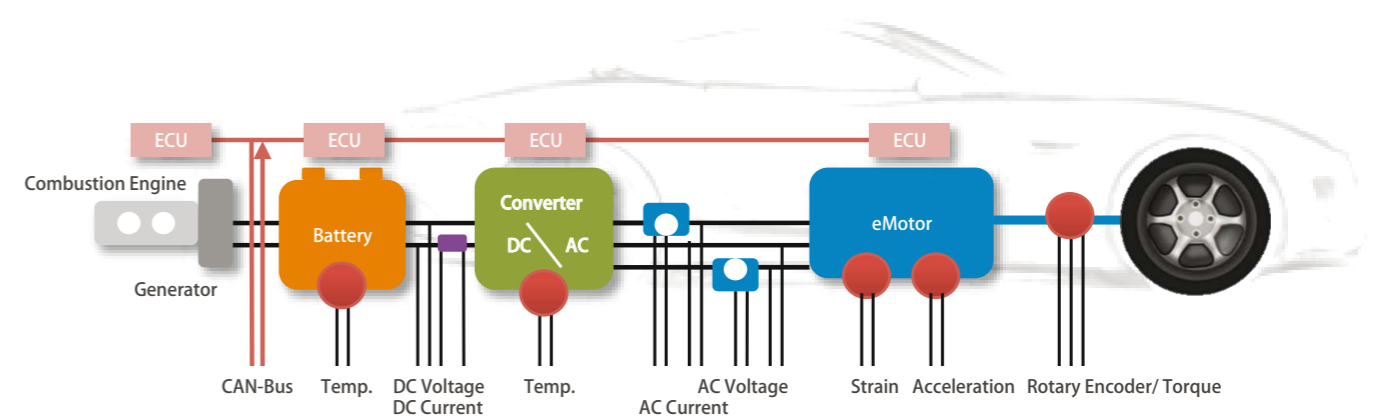 ECU
ECU
ECU
ECU
Combustion Engine
Generator
Battery
Converter
DC
AC
eMotor
CAN-Bus
Temp.
DC Voltage
DC Current
Temp.
AC Voltage
AC Current
Strain
Acceleration
Rotary Encoder/ Torque